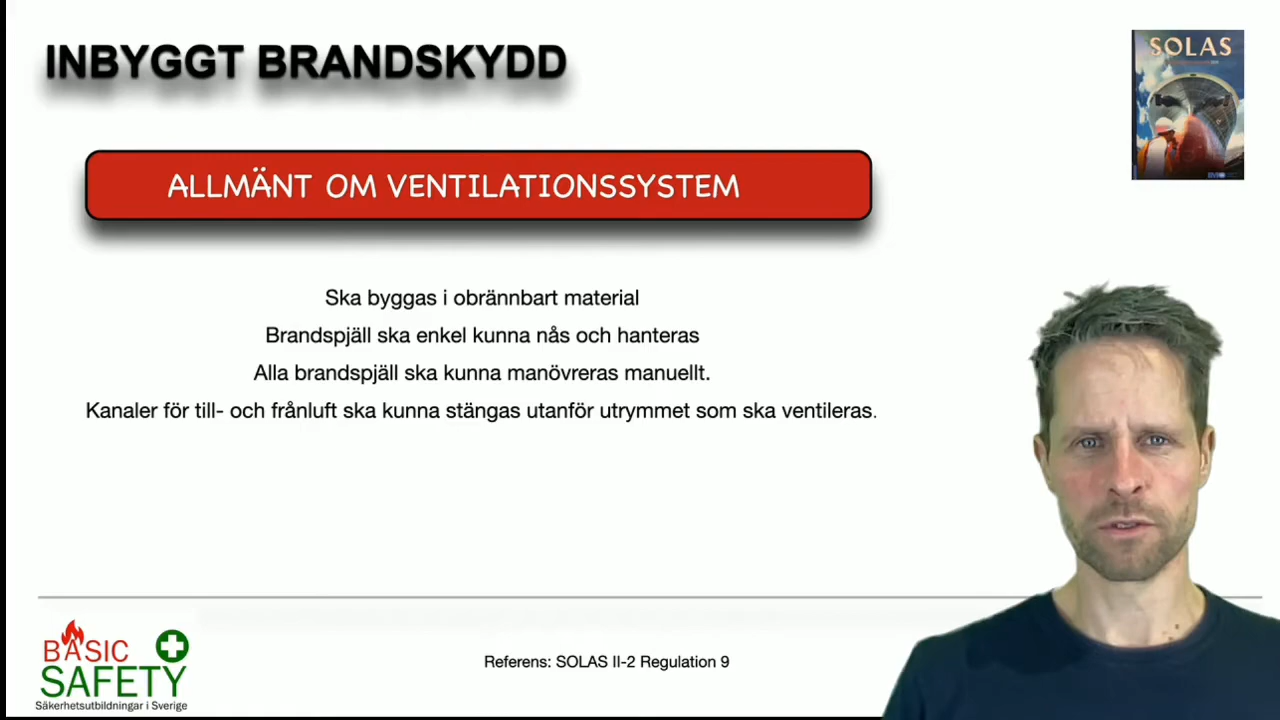 INBYGGT BRANDSKYDD
SOLAS
ALLMÄNT OM VENTILATIONSSYSTEM
Ska byggas i obrännbart material
Brandspjäll ska enkel kunna nås och hanteras
Alla brandspjäll ska kunna manövreras manuellt.
Kanaler för till- och frånluft ska kunna stängas utanför utrymmet som ska ventileras.
BASIC
SAFETY
Säkerhetsutbildningar i Sverige
Referens: SOLAS II-2 Regulation 9